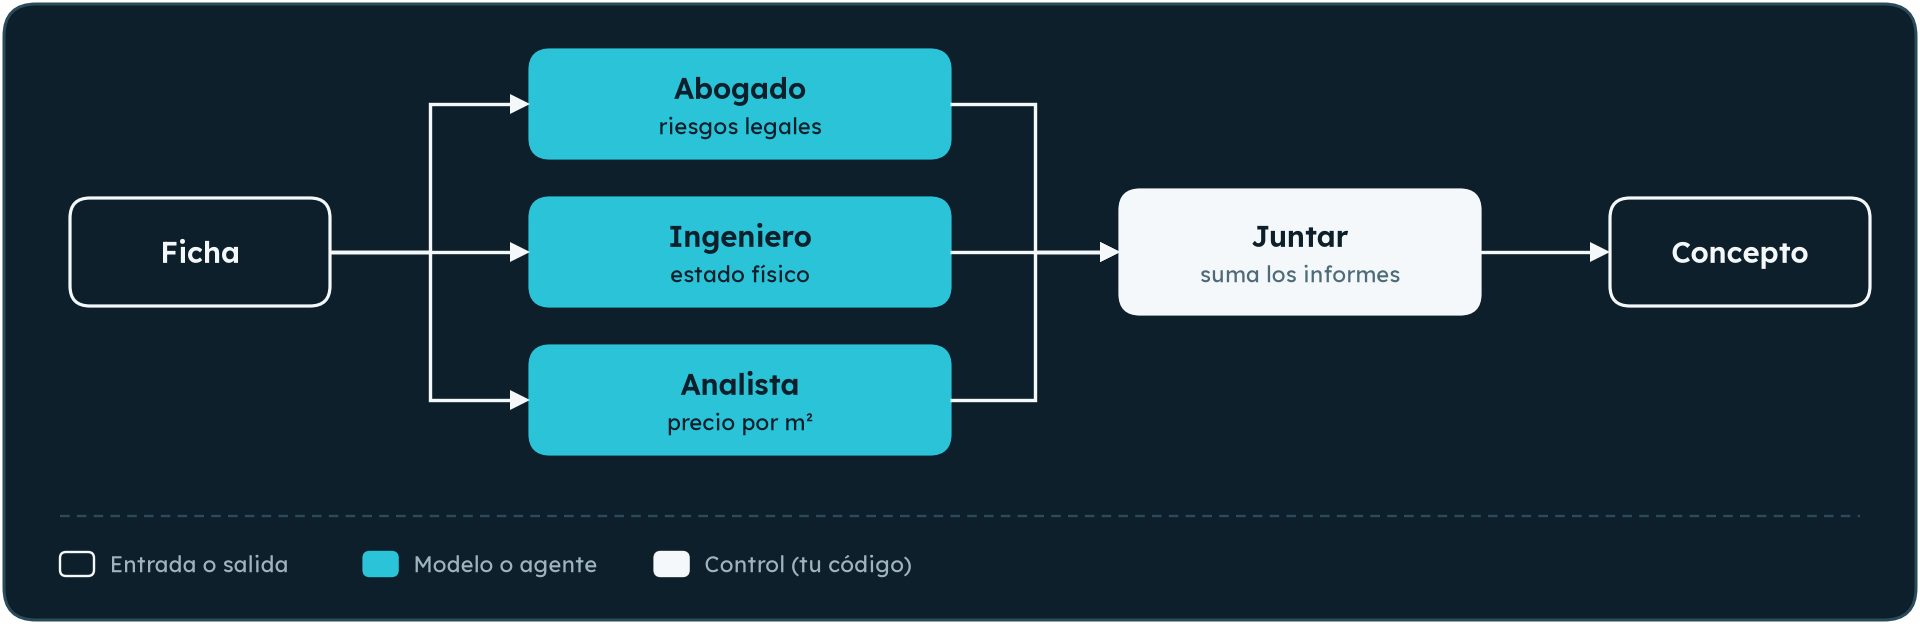 Ficha
Abogado
riesgos legales
Ingeniero
estado físico
Analista
precio por m²
Juntar
suma los informes
Concepto
Entrada o salida
Modelo o agente
Control (tu código)